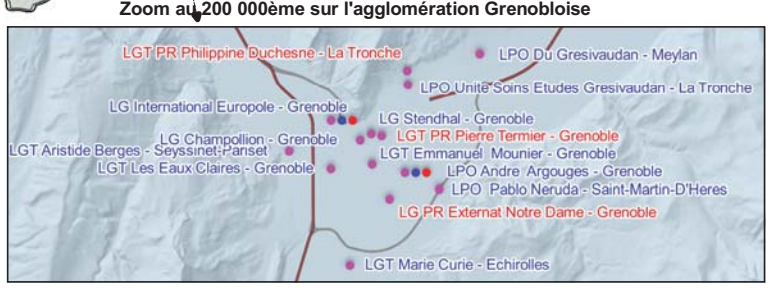 Zoom au 200 000ème sur l'agglomération Grenobloise
LGT PR Philippine Duchesne - La Tronche
LPO Du Gresivaudan - Meylan
LPO Unite Soins Etudes Gresivaudan - La Tronche
LG International Europole - Grenoble
LG Stendhal - Grenoble
LG Champollion - Grenoble
LGT PR Pierre Termier - Grenoble
LGT Aristide Berges - Seyssinet-Pariset
LGT Emmanuel Mounier - Grenoble
LGT Les Eaux Claires - Grenoble
LPO Andre Argouges - Grenoble
LPO Pablo Neruda - Saint-Martin-D'Heres
LG PR Externat Notre Dame - Grenoble
LGT Marie Curie - Echirolles